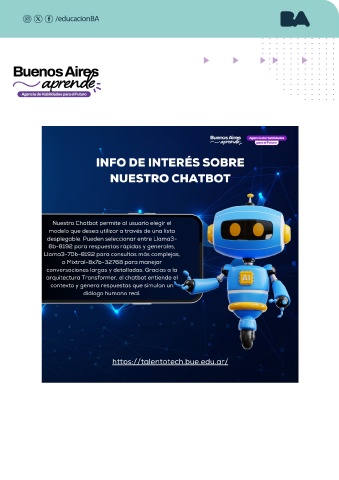 /educacionBA
BA
Buenos Aires
aprende
Agencia de Habilidades para el Futuro
Buenos Aires
aprende
Agencia de Habilidades
para el Futuro
INFO DE INTERÉS SOBRE
NUESTRO CHATBOT
Nuestro Chatbot permite al usuario elegir el
modelo que desea utilizar a través de una lista
desplegable. Pueden seleccionar entre Llama3-
8b-8192 para respuestas rápidas y generales,
Llama3-70b-8192 para consultas más complejas,
o Mixtral-8x7b-32768 para manejar
conversaciones largas y detalladas. Gracias a la
arquitectura Transformer, el chatbot entiende el
contexto y genera respuestas que simulan un
diálogo humano real.
AI
https://talentotech.bue.edu.ar/